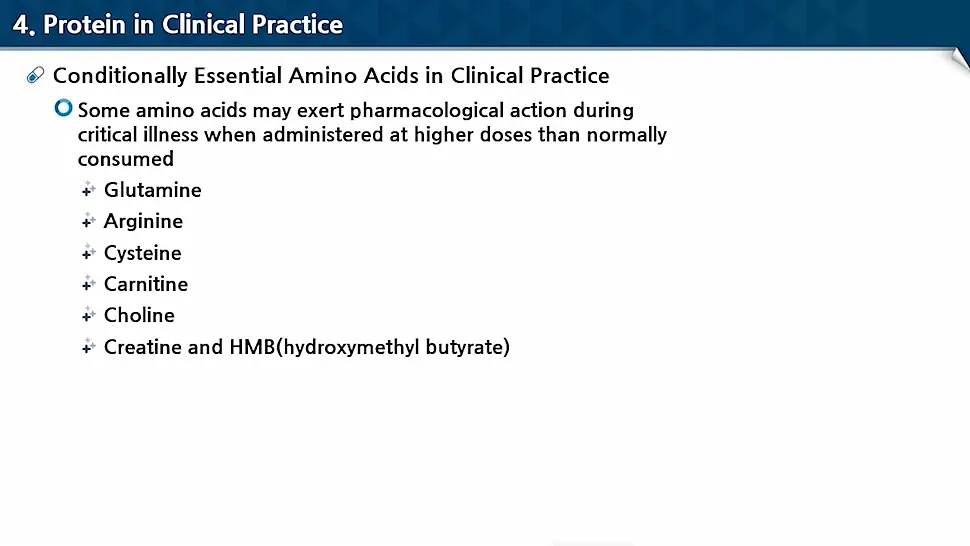 4. Protein in Clinical Practice
Conditionally Essential Amino Acids in Clinical Practice
Some amino acids may exert pharmacological action during
critical illness when administered at higher doses than normally
consumed
Glutamine
Arginine
Cysteine
Carnitine
Choline
Creatine and HMB(hydroxymethyl butyrate)